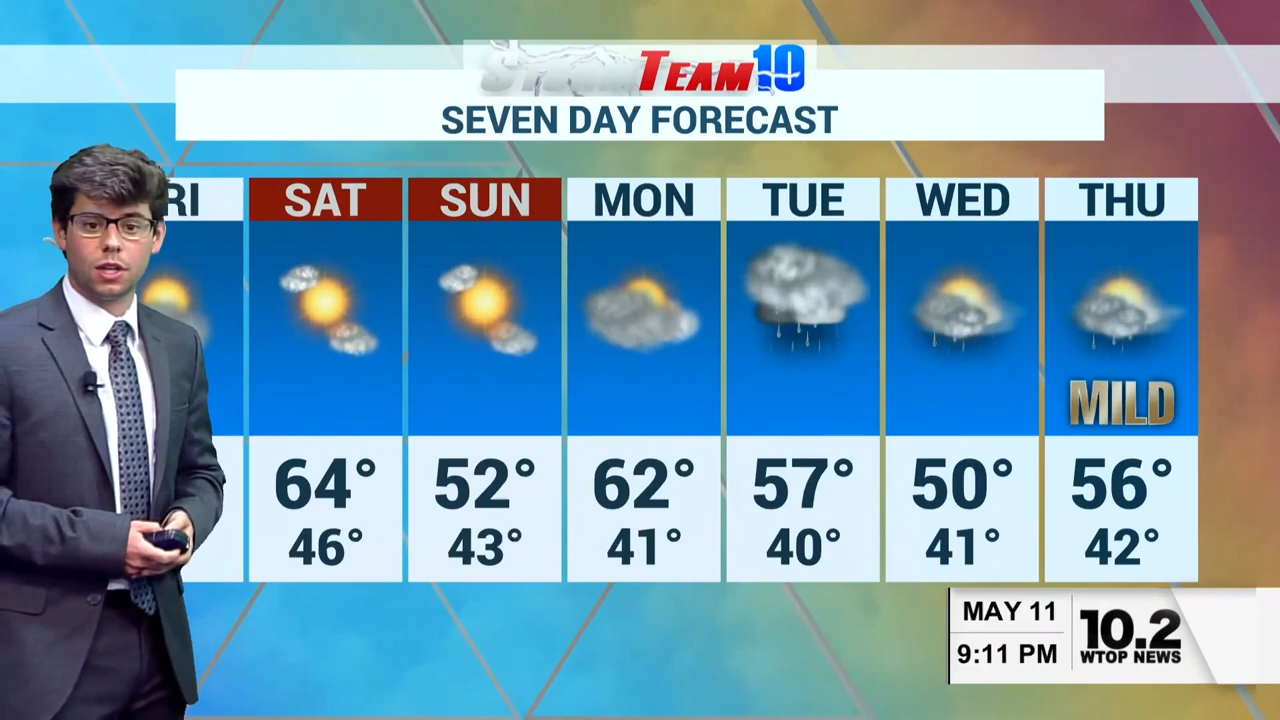 TEAM 10
SEVEN DAY FORECAST
RI SAT SUN MON TUE WED THU
MILD
64° 52° 62° 57° 50° 56°
46° 43° 41° 40° 41° 42°
MAY 11
9:11 PM
10.2
WTOP NEWS